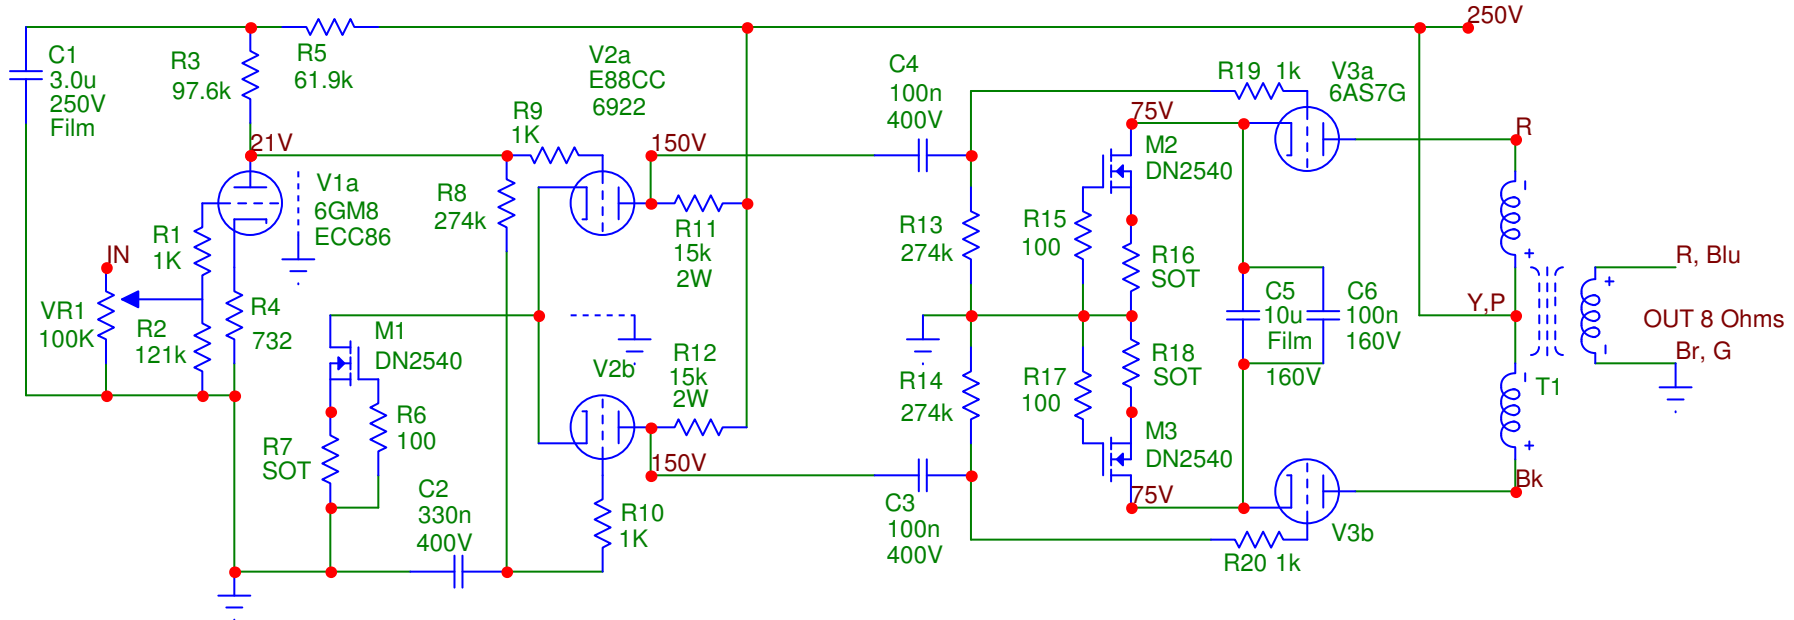 250V
C1
3.0u
250V
Film
R3
97.6k
R5
61.9k
V2a
E88CC
6922
C4
100n
400V
R19 1k
V3a
6AS7G
R9
1K
21V
150V
75V
M2
DN2540
R
V1a
6GM8
ECC86
R8
274k
R11
15k
2W
R13
274k
R15
100
R16
SOT
R1
1K
IN
VR1
100K
R2
121k
R4
732
M1
DN2540
V2b
R12
15k
2W
C5
10u
Film
160V
C6
100n
160V
Y,P
R, Blu
OUT 8 Ohms
Br, G
T1
R14
274k
R17
100
R18
SOT
R6
100
R7
SOT
150V
M3
DN2540
75V
Bk
C2
330n
400V
R10
1K
C3
100n
400V
R20 1k
V3b